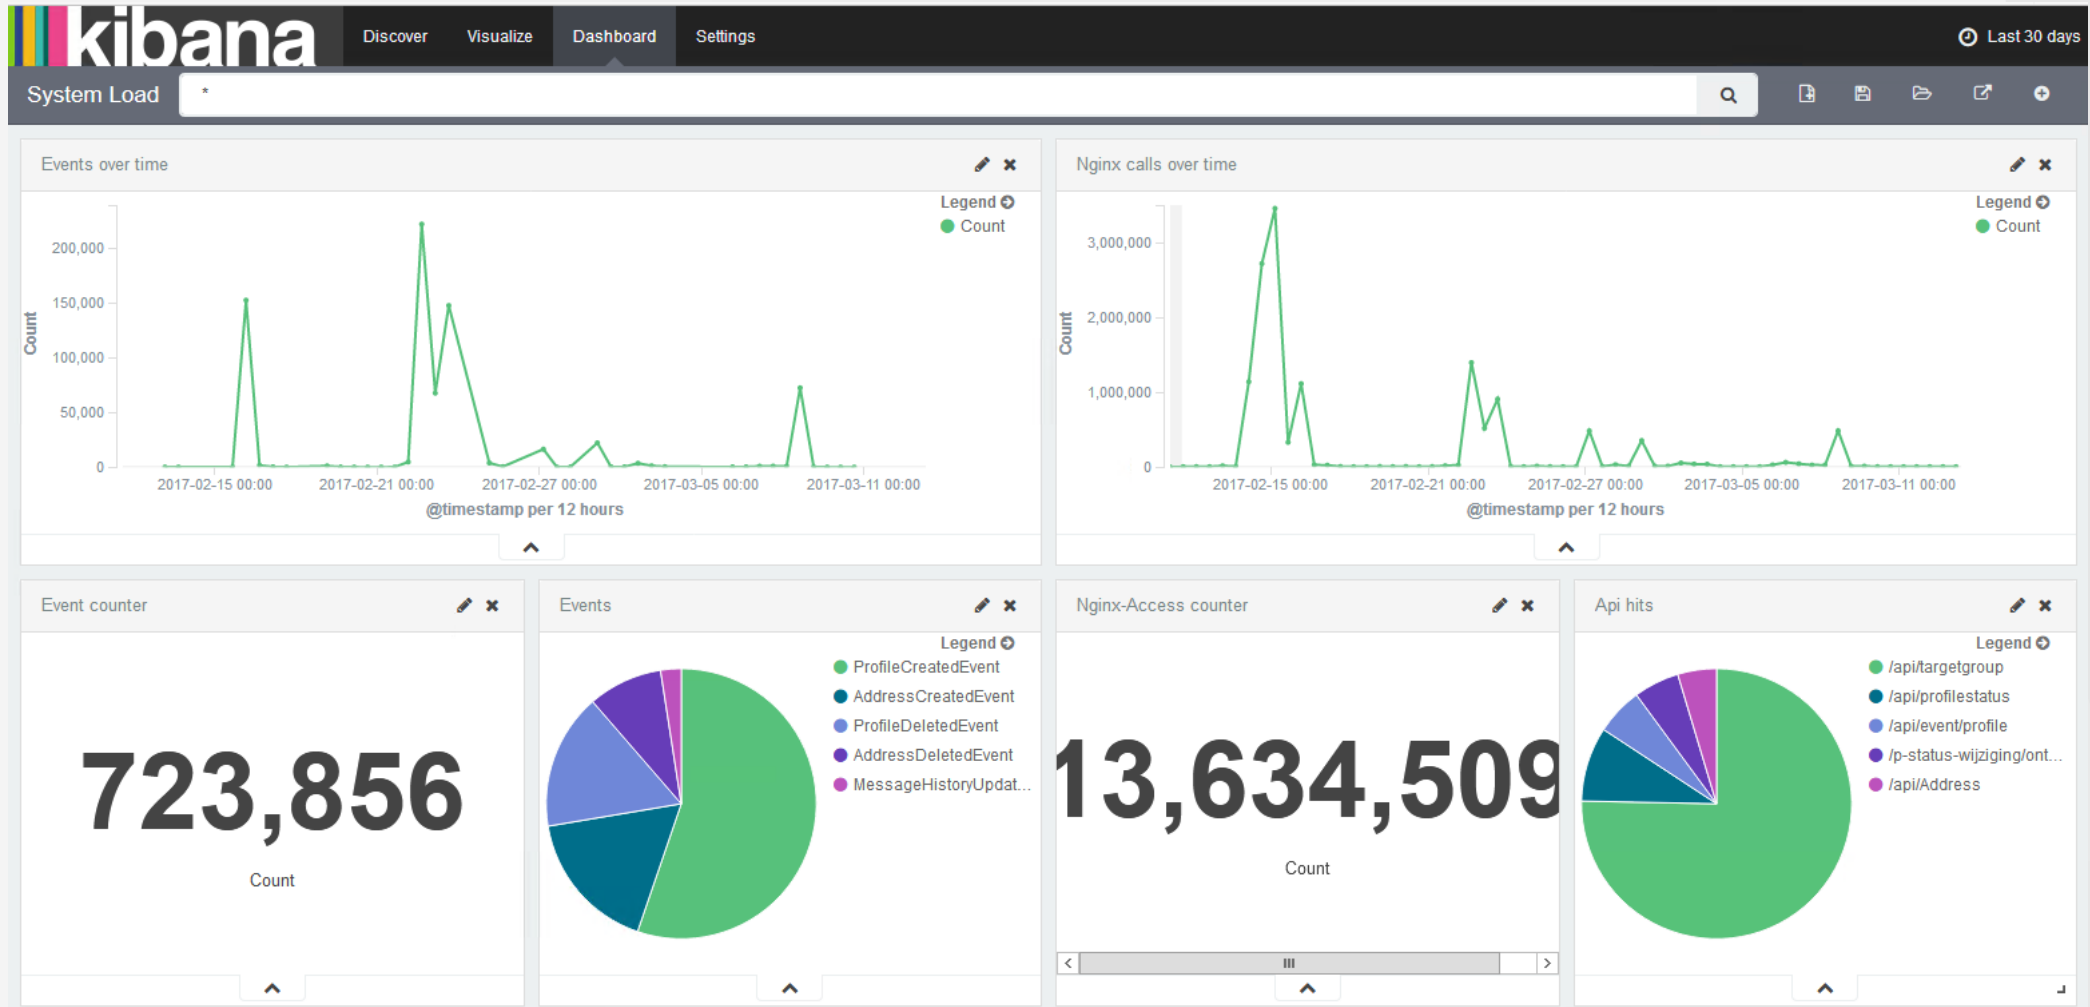 kibana
Discover Visualize Dashboard Settings Last 30 days
System Load *
Events over time
Legend
Count
200,000
150,000
100,000
50,000
0
Count
2017-02-15 00:00 2017-02-21 00:00 2017-02-27 00:00 2017-03-05 00:00 2017-03-11 00:00
@timestamp per 12 hours
Nginx calls over time
Legend
Count
3,000,000
2,000,000
1,000,000
0
Count
2017-02-15 00:00 2017-02-21 00:00 2017-02-27 00:00 2017-03-05 00:00 2017-03-11 00:00
@timestamp per 12 hours
Event counter
723,856
Count
Events
Legend
ProfileCreatedEvent
AddressCreatedEvent
ProfileDeletedEvent
AddressDeletedEvent
MessageHistoryUpdat...
Nginx-Access counter
13,634,509
Count
Api hits
Legend
/api/targetgroup
/api/profilestatus
/api/event/profile
/p-status-wijziging/ont...
/api/Address